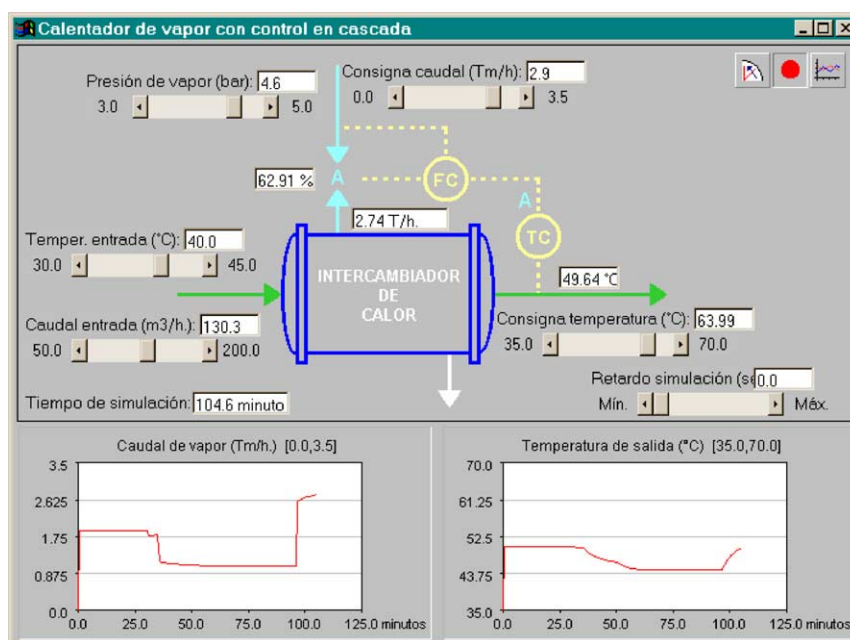 Calentador de vapor con control en cascada
Presión de vapor (bar): 4.6
3.0 5.0
Consigna caudal (Tm/h): 2.9
0.0 3.5
62.91 % A FC
2.74 T/h.
A
TC
Temper. entrada (°C): 40.0
30.0 45.0
INTERCAMBIADOR
DE
CALOR
49.64 °C
Caudal entrada (m3/h.): 130.3
50.0 200.0
Consigna temperatura (°C): 63.99
35.0 70.0
Retardo simulación (se 0.0
Mín. Máx.
Tiempo de simulación: 104.6 minuto
Caudal de vapor (Tm/h.) [0.0,3.5]
3.5
2.625
1.75
0.875
0.0
0.0 25.0 50.0 75.0 100.0 125.0 minutos
Temperatura de salida (°C) [35.0,70.0]
70.0
61.25
52.5
43.75
35.0
0.0 25.0 50.0 75.0 100.0 125.0 minutos